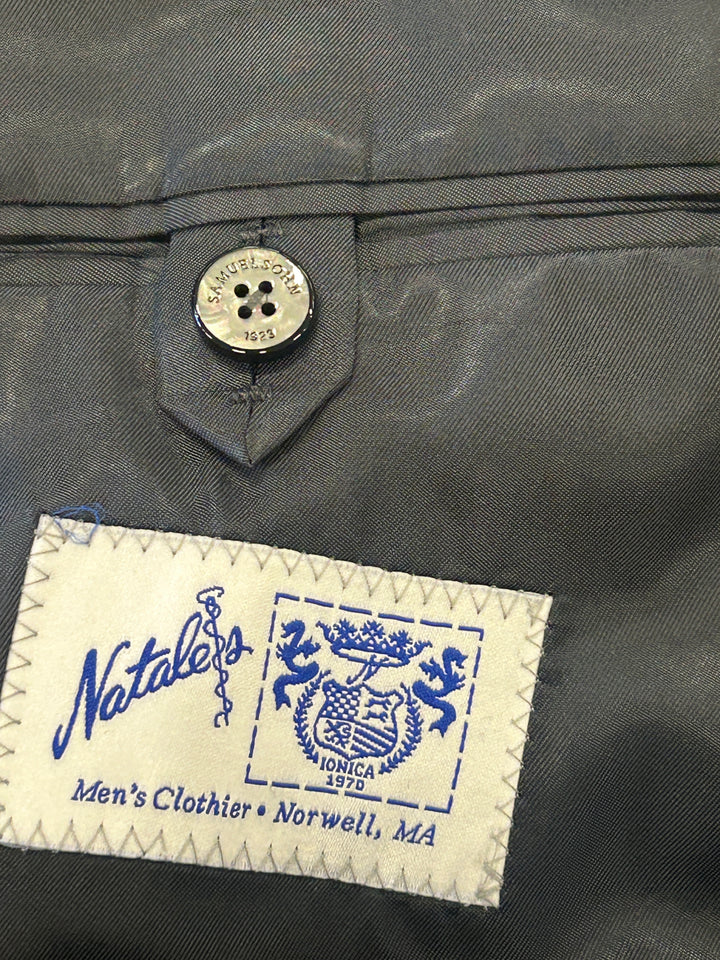 SAMUELSOHN
1923
Natale's
IONICA
1970
Men's Clothier • Norwell, MA